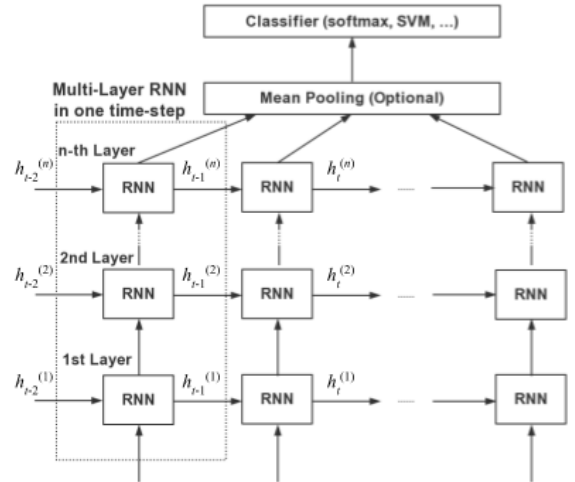 Classifier (softmax, SVM, ...)
Multi-Layer RNN
in one time-step
Mean Pooling (Optional)
n-th Layer
h_{t-2}^{(n)} RNN h_{t-1}^{(n)} RNN h_t^{(n)} ... RNN
2nd Layer
h_{t-2}^{(2)} RNN h_{t-1}^{(2)} RNN h_t^{(2)} ... RNN
1st Layer
h_{t-2}^{(1)} RNN h_{t-1}^{(1)} RNN h_t^{(1)} ... RNN